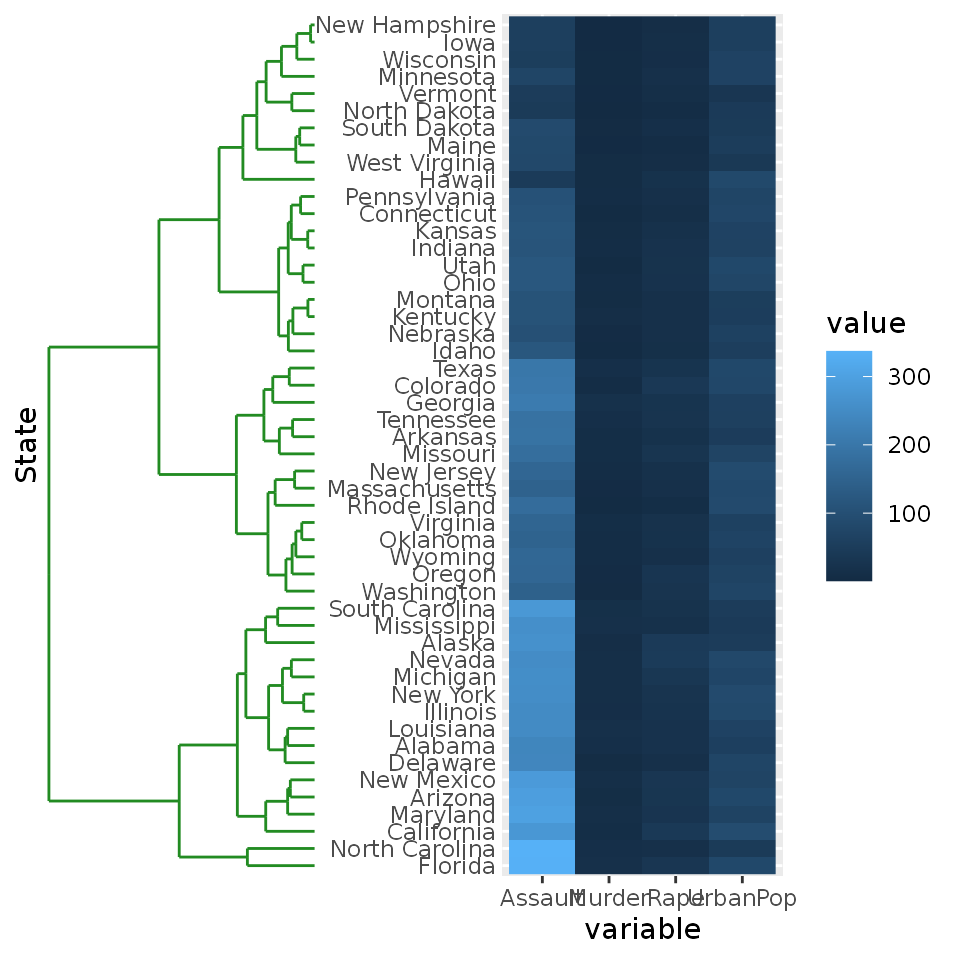 New Hampshire
Iowa
Wisconsin
Minnesota
Vermont
North Dakota
South Dakota
Maine
West Virginia
Hawaii
Pennsylvania
Connecticut
Kansas
Indiana
Utah
Ohio
Montana
Kentucky
Nebraska
Idaho
Texas
Colorado
Georgia
Tennessee
Arkansas
Missouri
New Jersey
Massachusetts
Rhode Island
Virginia
Oklahoma
Wyoming
Oregon
Washington
South Carolina
Mississippi
Alaska
Nevada
Michigan
New York
Illinois
Louisiana
Alabama
Delaware
New Mexico
Arizona
Maryland
California
North Carolina
Florida
State
Assault Murder Rape UrbanPop
variable
value
300
200
100